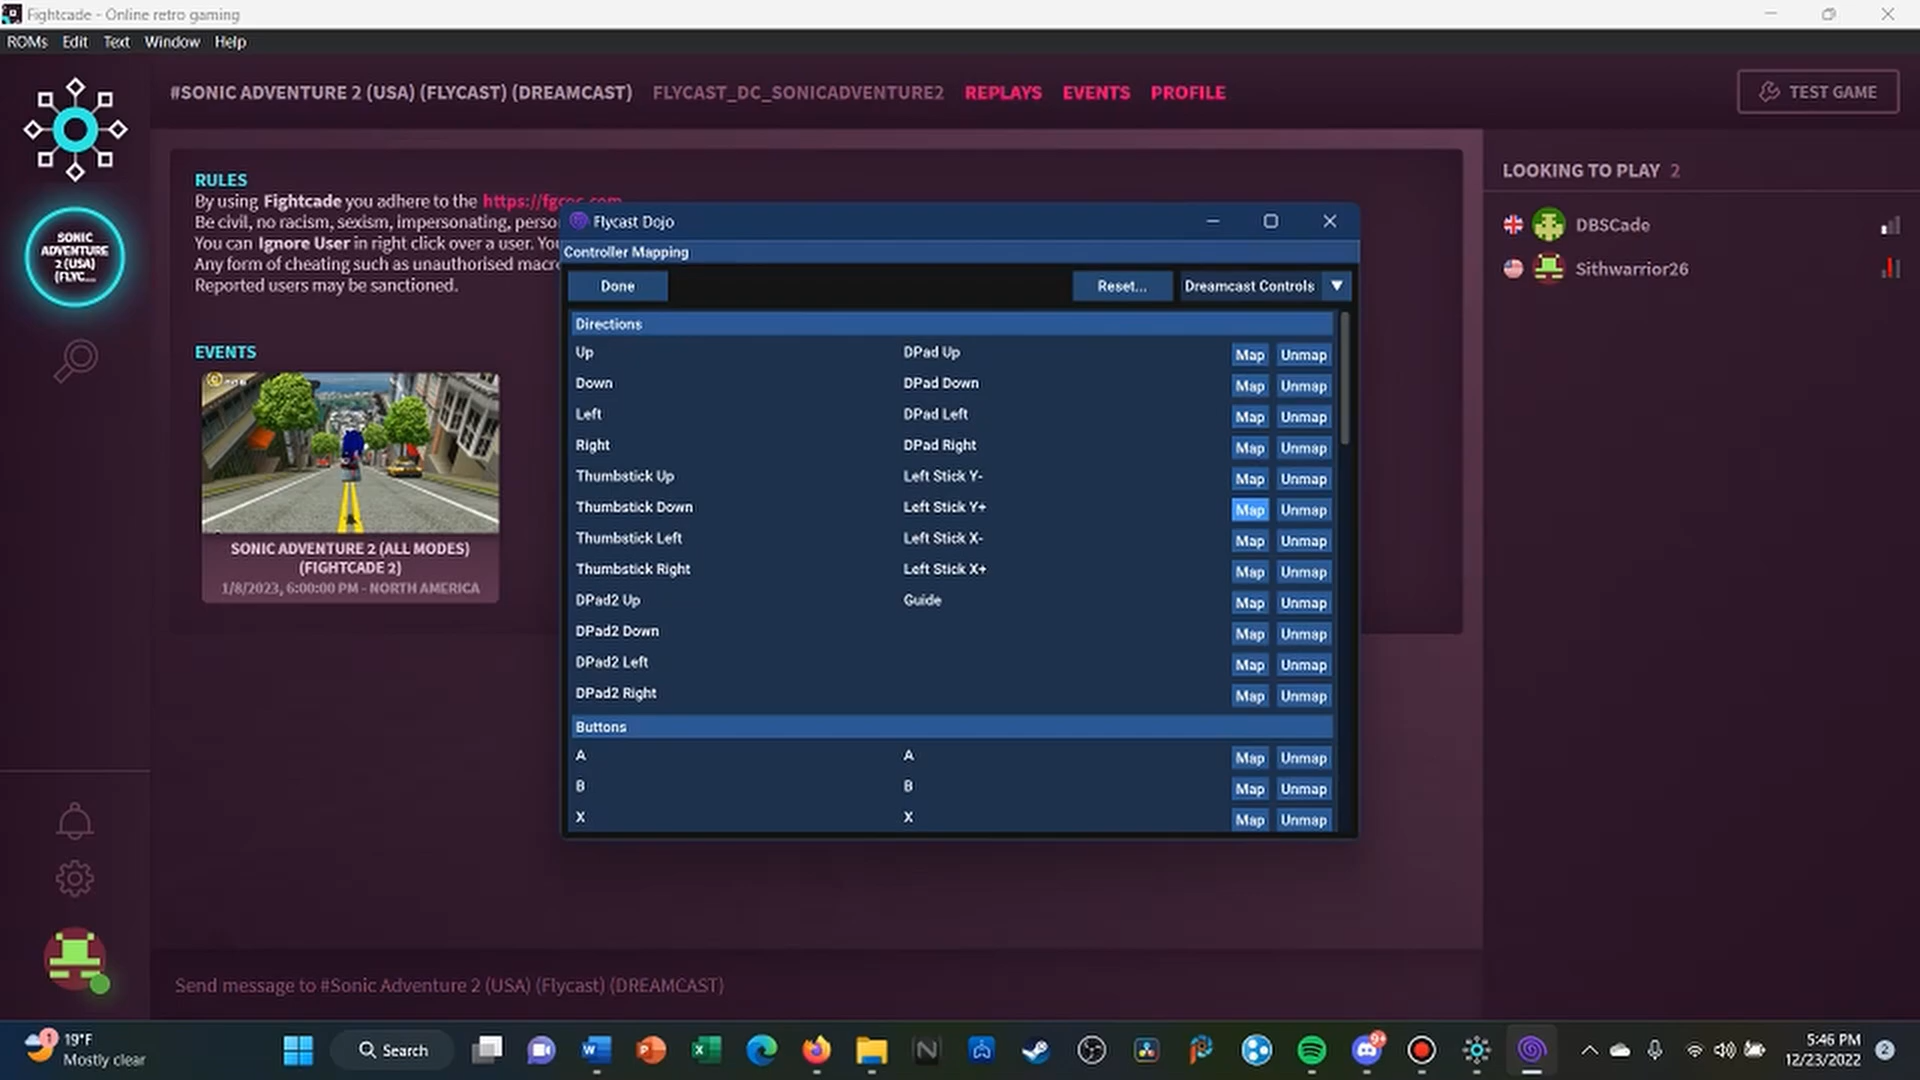 Fightcade - Online retro gaming
ROMs Edit Text Window Help
#SONIC ADVENTURE 2 (USA) (FLYCAST) (DREAMCAST) FLYCAST_DC_SONICADVENTURE2 REPLAYS EVENTS PROFILE
TEST GAME
SONIC
ADVENTURE
2 (USA)
(FLYC...
RULES
By using Fightcade you adhere to the https://fgcoc.com
Be civil, no racism, sexism, impersonating, perso
You can Ignore User in right click over a user. You
Any form of cheating such as unauthorised macr
Reported users may be sanctioned.
EVENTS
SONIC ADVENTURE 2 (ALL MODES)
(FIGHTCADE 2)
1/8/2023, 6:00:00 PM - NORTH AMERICA
Flycast Dojo
Controller Mapping
Done Reset... Dreamcast Controls
Directions
Up DPad Up Map Unmap
Down DPad Down Map Unmap
Left DPad Left Map Unmap
Right DPad Right Map Unmap
Thumbstick Up Left Stick Y- Map Unmap
Thumbstick Down Left Stick Y+ Map Unmap
Thumbstick Left Left Stick X- Map Unmap
Thumbstick Right Left Stick X+ Map Unmap
DPad2 Up Guide Map Unmap
DPad2 Down Map Unmap
DPad2 Left Map Unmap
DPad2 Right Map Unmap
Buttons
A A Map Unmap
B B Map Unmap
X X Map Unmap
LOOKING TO PLAY 2
DBSCade
Sithwarrior26
Send message to #Sonic Adventure 2 (USA) (Flycast) (DREAMCAST)
1
19°F
Mostly clear
Search
9+
5:46 PM
12/23/2022
2